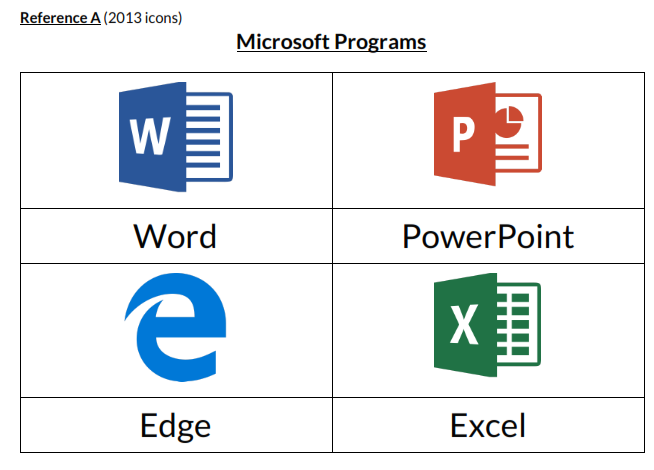 Reference A (2013 icons)
Microsoft Programs
W
P
Word
PowerPoint
X
Edge
Excel